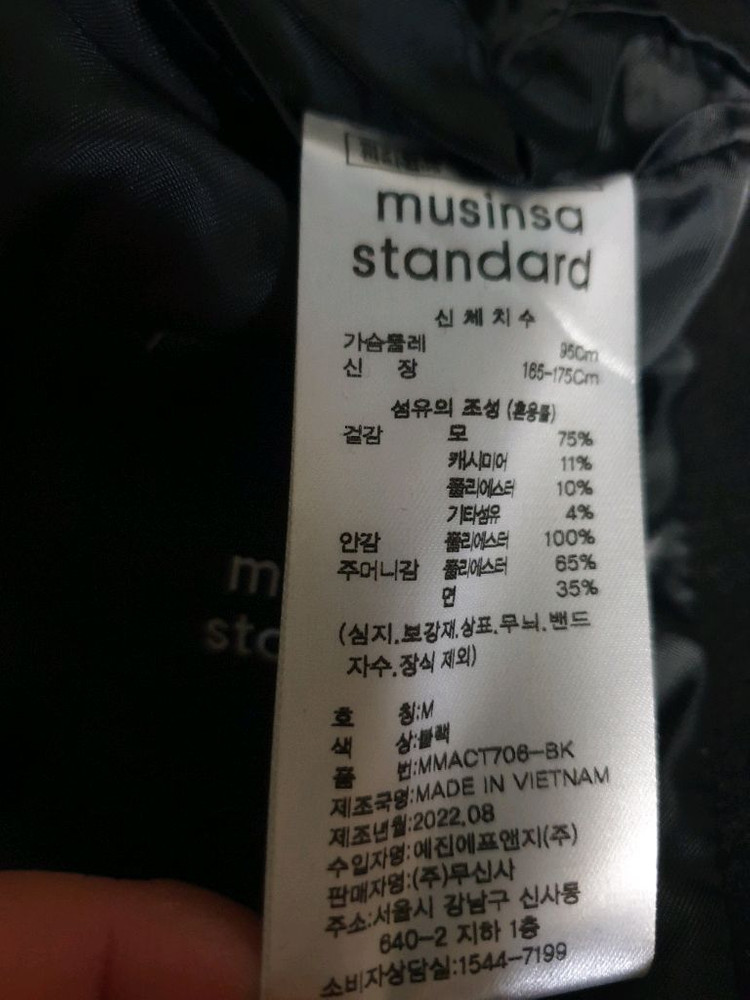 musinsa
standard
신체치수
가슴둘레 95Cm
신 장 165-175Cm
섬유의 조성 (혼용률)
겉감 모 75%
캐시미어 11%
폴리에스터 10%
기타섬유 4%
안감 폴리에스터 100%
주머니감 폴리에스터 65%
면 35%
(심지.보강재.상표.무늬.밴드
자수.장식 제외)
호 칭:M
색 상:블랙
품 번:MMACT706-BK
제조국명:MADE IN VIETNAM
제조년월:2022.08
수입자명:예진에프앤지(주)
판매자명:(주)무신사
주소:서울시 강남구 신사동
640-2 지하 1층
소비자상담실:1544-7199
m
sta